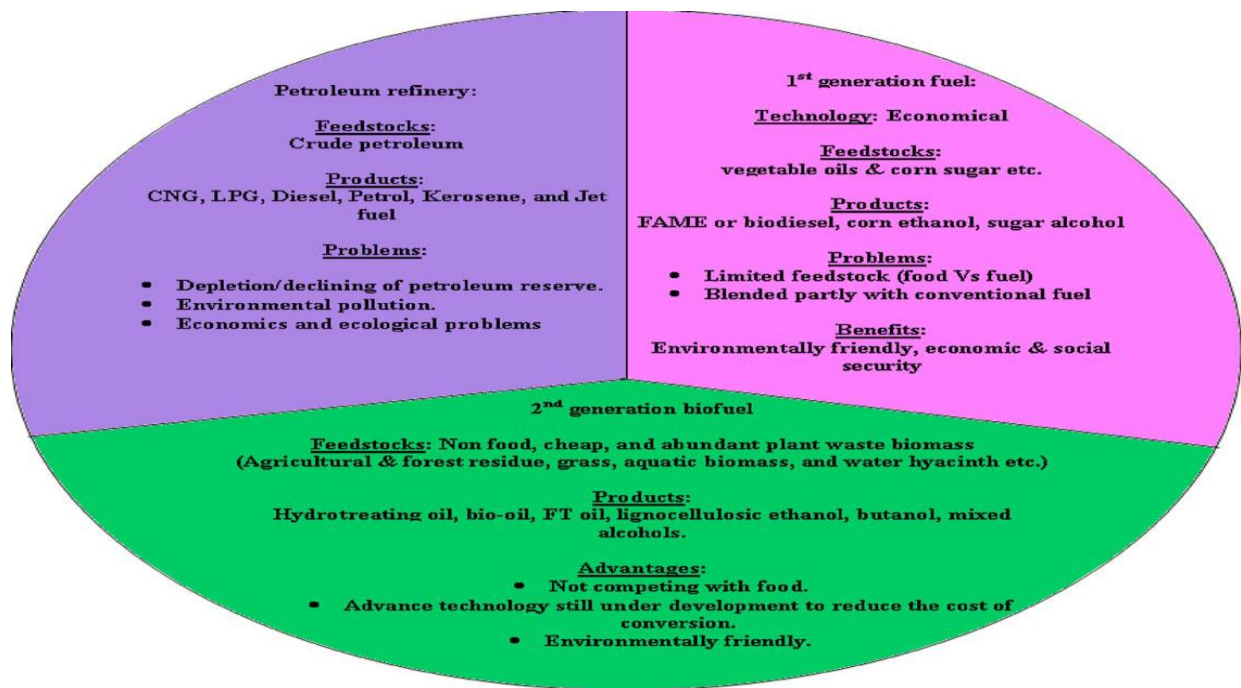 Petroleum refinery:
Feedstocks:
Crude petroleum
Products:
CNG, LPG, Diesel, Petrol, Kerosene, and Jet
fuel
Problems:
• Depletion/declining of petroleum reserve.
• Environmental pollution.
• Economics and ecological problems
1st generation fuel:
Technology: Economical
Feedstocks:
vegetable oils & corn sugar etc.
Products:
FAME or biodiesel, corn ethanol, sugar alcohol
Problems:
• Limited feedstock (food Vs fuel)
• Blended partly with conventional fuel
Benefits:
Environmentally friendly, economic & social
security
2nd generation biofuel
Feedstocks: Non food, cheap, and abundant plant waste biomass
(Agricultural & forest residue, grass, aquatic biomass, and water hyacinth etc.)
Products:
Hydrotreating oil, bio-oil, FT oil, lignocellulosic ethanol, butanol, mixed
alcohols.
Advantages:
• Not competing with food.
• Advance technology still under development to reduce the cost of
conversion.
• Environmentally friendly.